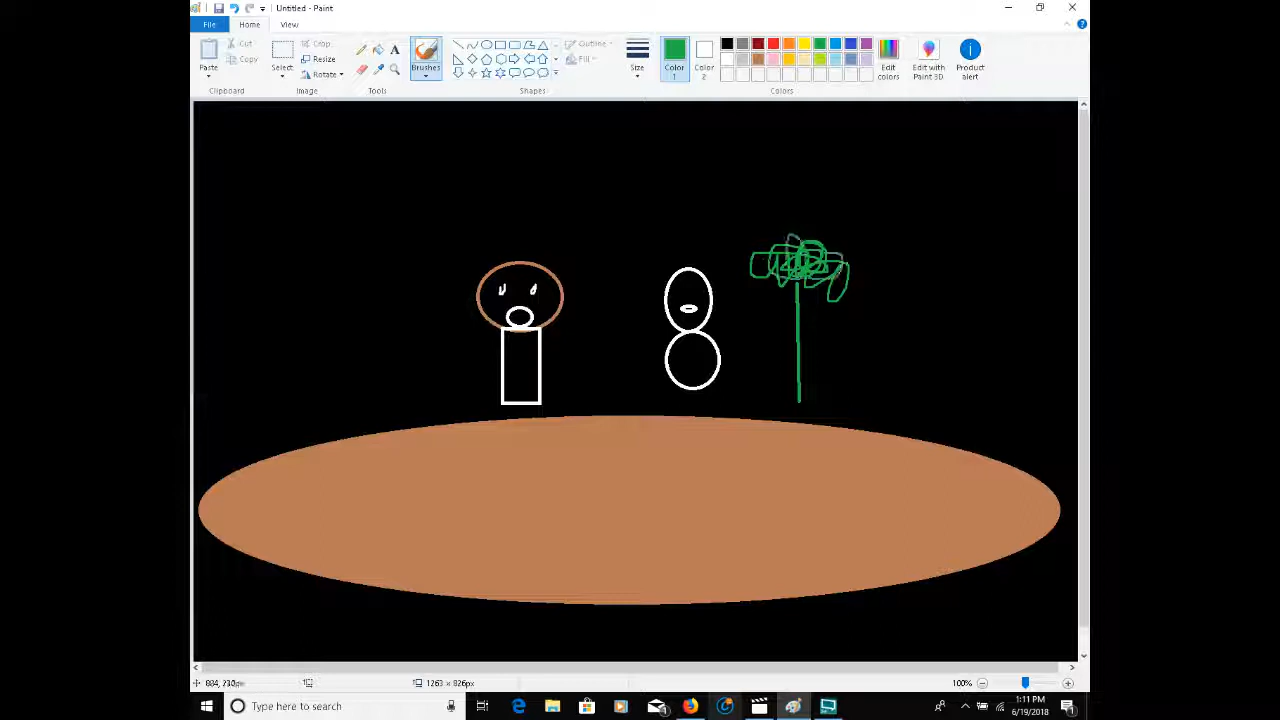 Untitled - Paint
File Home View
Paste
Cut
Copy
Clipboard
Select
Crop
Resize
Rotate
Image
Tools
Brushes
Outline
Fill
Shapes
Size
Color 1
Color 2
Edit colors
Colors
Edit with Paint 3D
Product alert
884, 230px
1263 × 826px
100%
Type here to search
1:11 PM
6/19/2018